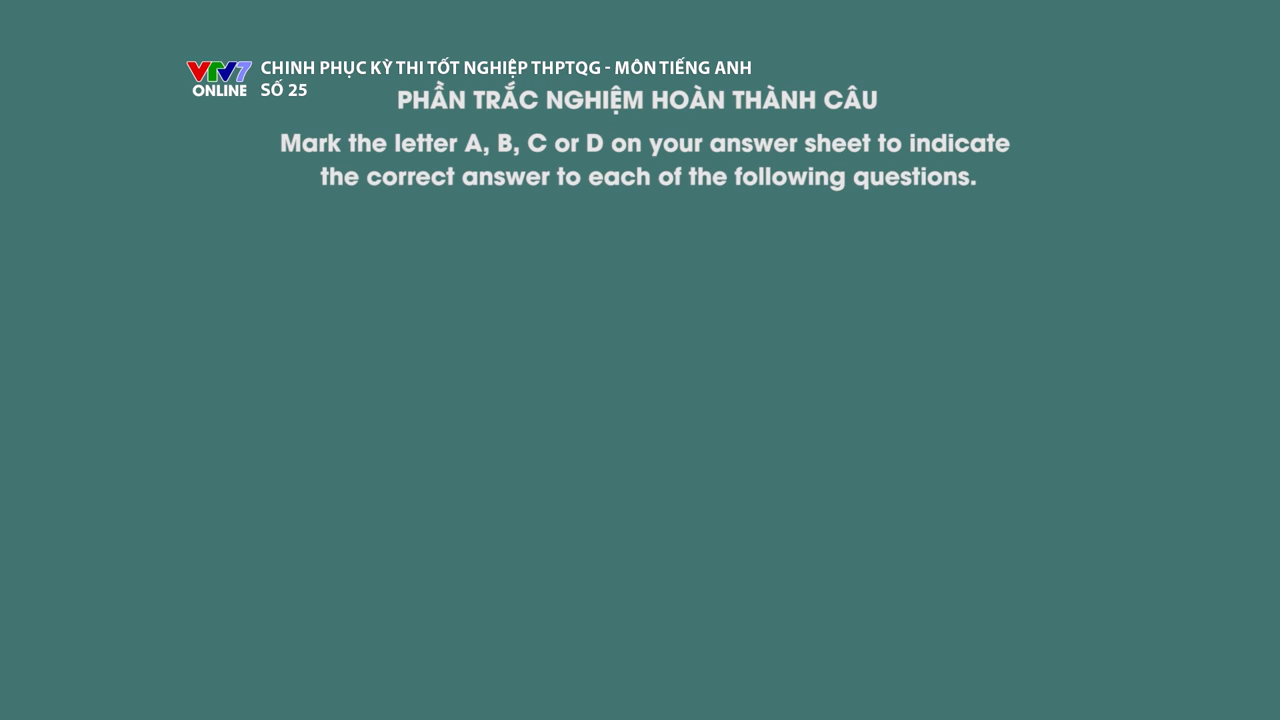 VTV7 CHINH PHỤC KỲ THI TỐT NGHIỆP THPTQG - MÔN TIẾNG ANH
ONLINE SỐ 25
PHẦN TRẮC NGHIỆM HOÀN THÀNH CÂU
Mark the letter A, B, C or D on your answer sheet to indicate
the correct answer to each of the following questions.